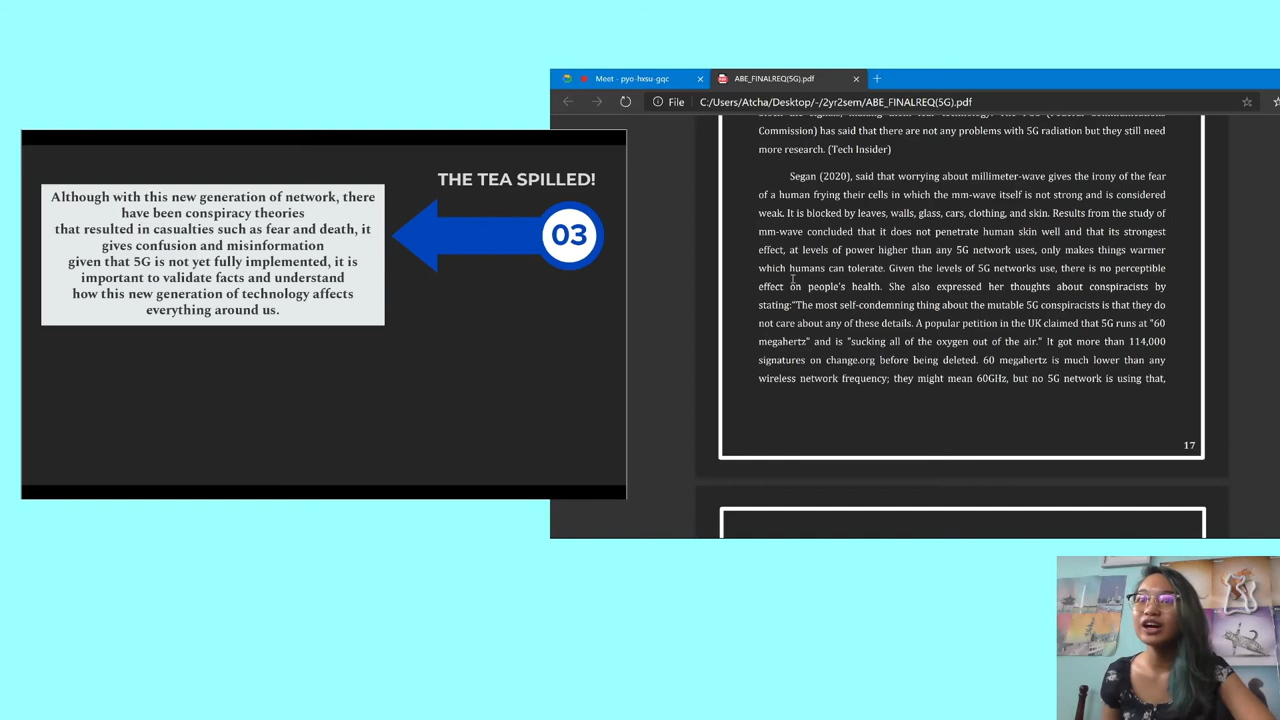 Meet - pyo-hxsu-gqc
ABE_FINALREQ(5G).pdf
File
C:/Users/Atcha/Desktop/-/2yr2sem/ABE_FINALREQ(5G).pdf
THE TEA SPILLED!
03
Although with this new generation of network, there
have been conspiracy theories
that resulted in casualties such as fear and death, it
gives confusion and misinformation
given that 5G is not yet fully implemented, it is
important to validate facts and understand
how this new generation of technology affects
everything around us.
Commission) has said that there are not any problems with 5G radiation but they still need
more research. (Tech Insider)
Segan (2020), said that worrying about millimeter-wave gives the irony of the fear
of a human frying their cells in which the mm-wave itself is not strong and is considered
weak. It is blocked by leaves, walls, glass, cars, clothing, and skin. Results from the study of
mm-wave concluded that it does not penetrate human skin well and that its strongest
effect, at levels of power higher than any 5G network uses, only makes things warmer
which humans can tolerate. Given the levels of 5G networks use, there is no perceptible
effect on people's health. She also expressed her thoughts about conspiracists by
stating:"The most self-condemning thing about the mutable 5G conspiracists is that they do
not care about any of these details. A popular petition in the UK claimed that 5G runs at "60
megahertz" and is "sucking all of the oxygen out of the air." It got more than 114,000
signatures on change.org before being deleted. 60 megahertz is much lower than any
wireless network frequency; they might mean 60GHz, but no 5G network is using that,
17